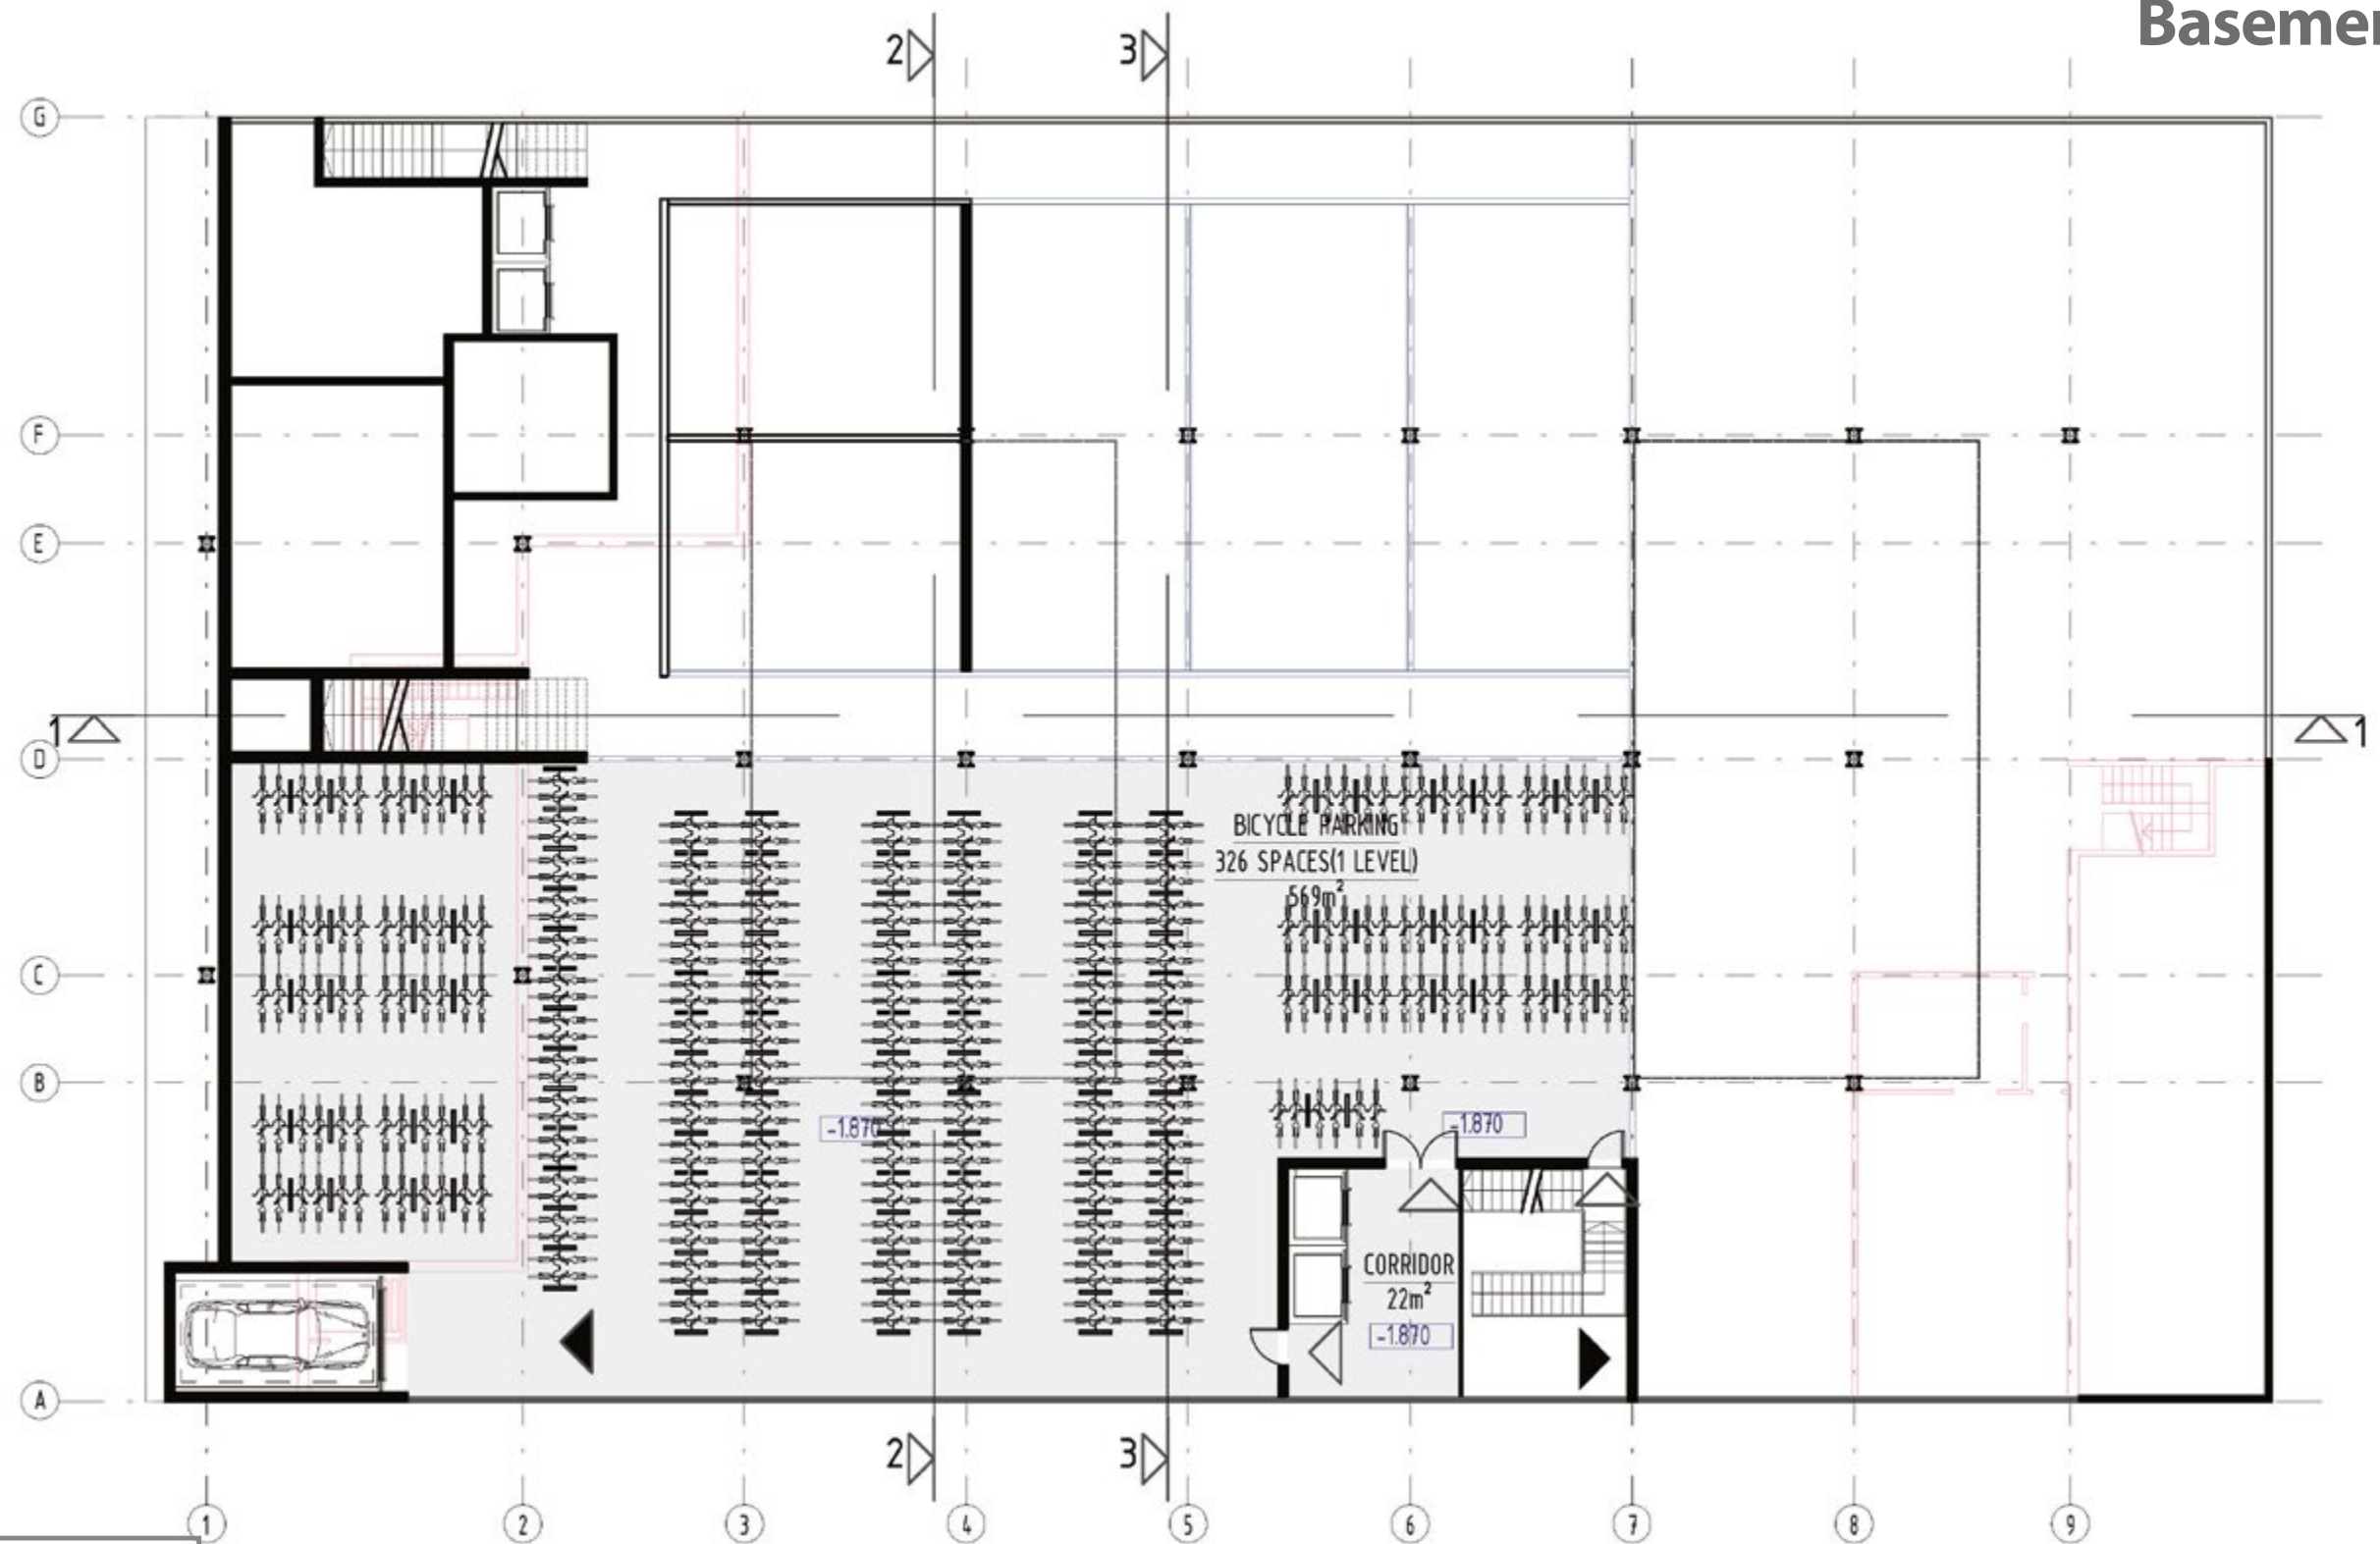 Basemen
2 3
G
F
E
1 1
D
BICYCLE PARKING
326 SPACES(1 LEVEL)
569m²
C
B
-1.870 -1.870
CORRIDOR
22m²
-1.870
A
2 3
1 2 3 4 5 6 7 8 9